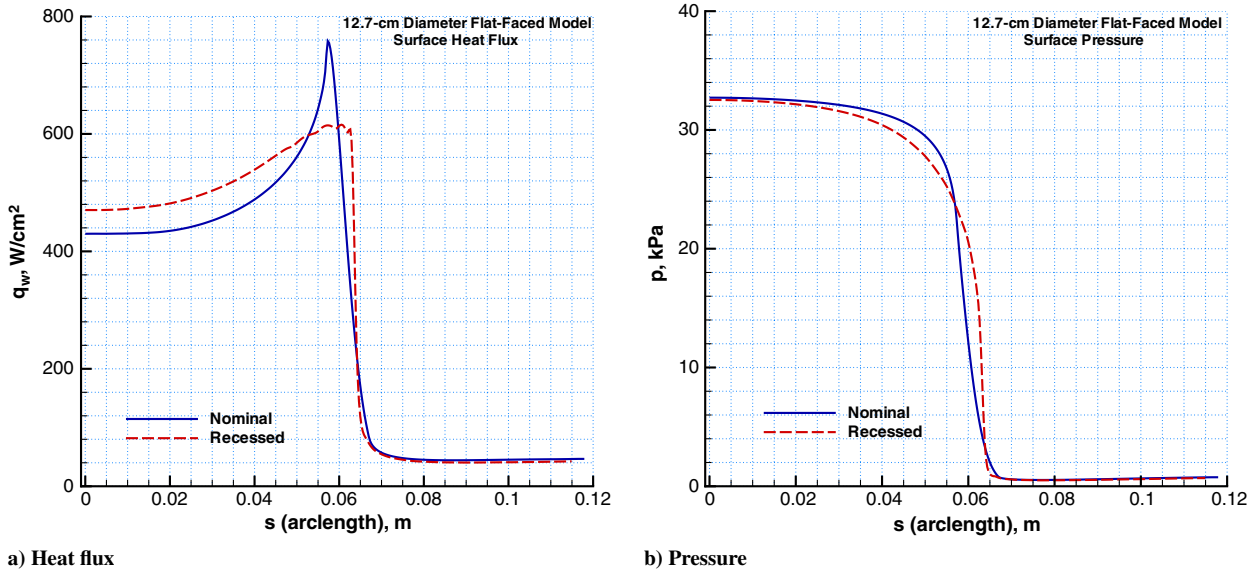 12.7-cm Diameter Flat-Faced Model
Surface Heat Flux
800
600
400
200
0
q_w, W/cm²
Nominal
Recessed
0 0.02 0.04 0.06 0.08 0.1 0.12
s (arclength), m
a) Heat flux
12.7-cm Diameter Flat-Faced Model
Surface Pressure
40
30
20
10
0
p, kPa
Nominal
Recessed
0 0.02 0.04 0.06 0.08 0.1 0.12
s (arclength), m
b) Pressure